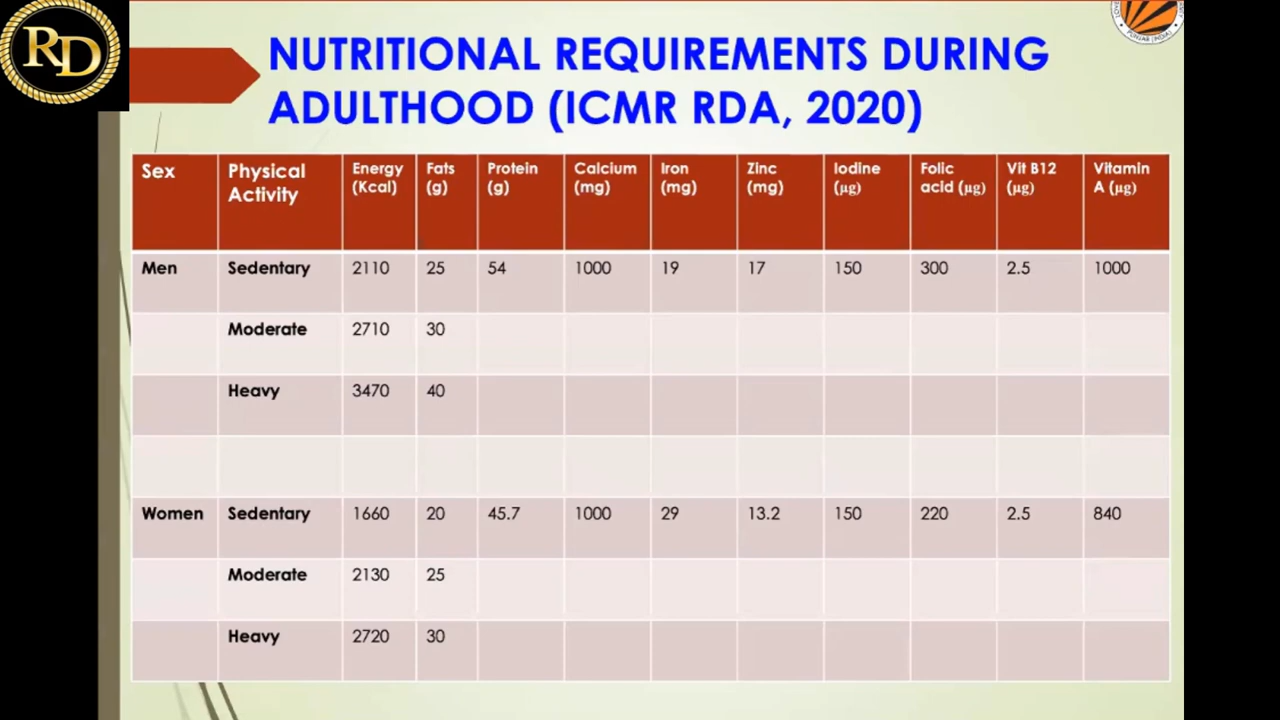 RD
NUTRITIONAL REQUIREMENTS DURING
ADULTHOOD (ICMR RDA, 2020)
PUNJAB (INDIA)
Sex Physical Activity Energy (Kcal) Fats (g) Protein (g) Calcium (mg) Iron (mg) Zinc (mg) Iodine (µg) Folic acid (µg) Vit B12 (µg) Vitamin A (µg)
Men Sedentary 2110 25 54 1000 19 17 150 300 2.5 1000
Moderate 2710 30
Heavy 3470 40
Women Sedentary 1660 20 45.7 1000 29 13.2 150 220 2.5 840
Moderate 2130 25
Heavy 2720 30